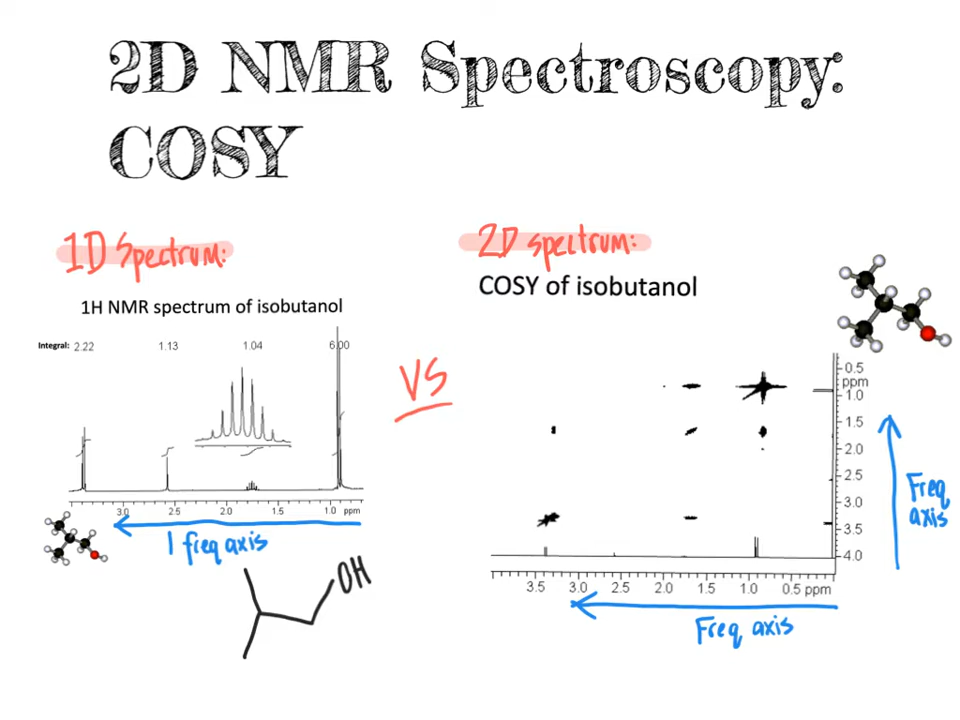 2D NMR Spectroscopy:
COSY
1D Spectrum:
1H NMR spectrum of isobutanol
Integral: 2.22 1.13 1.04 6.00
3.0 2.5 2.0 1.5 1.0 ppm
1 freq axis
OH
VS
2D spectrum:
COSY of isobutanol
0.5
ppm
1.0
1.5
2.0
2.5
3.0
3.5
4.0
3.5 3.0 2.5 2.0 1.5 1.0 0.5 ppm
Freq
axis
Freq axis